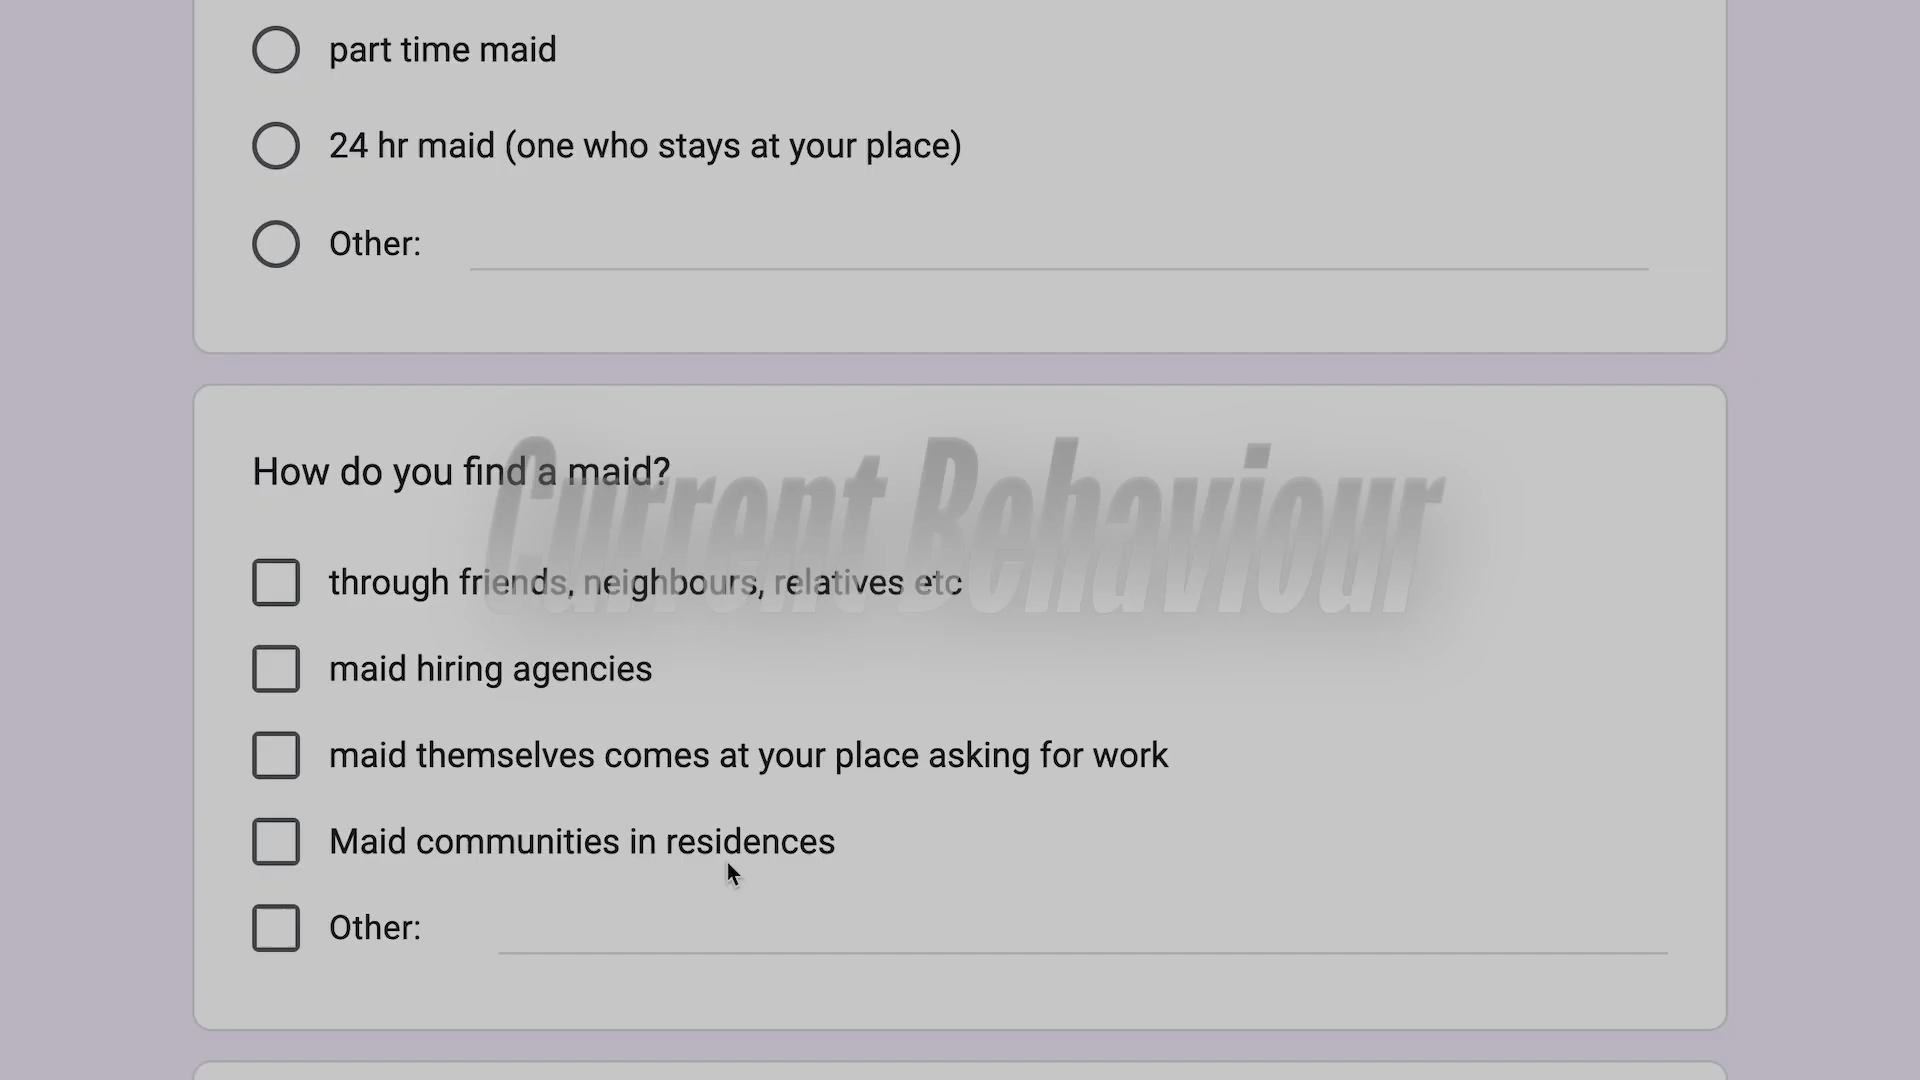 part time maid
24 hr maid (one who stays at your place)
Other:
How do you find a maid?
Current Behaviour
through friends, neighbours, relatives etc
maid hiring agencies
maid themselves comes at your place asking for work
Maid communities in residences
Other: